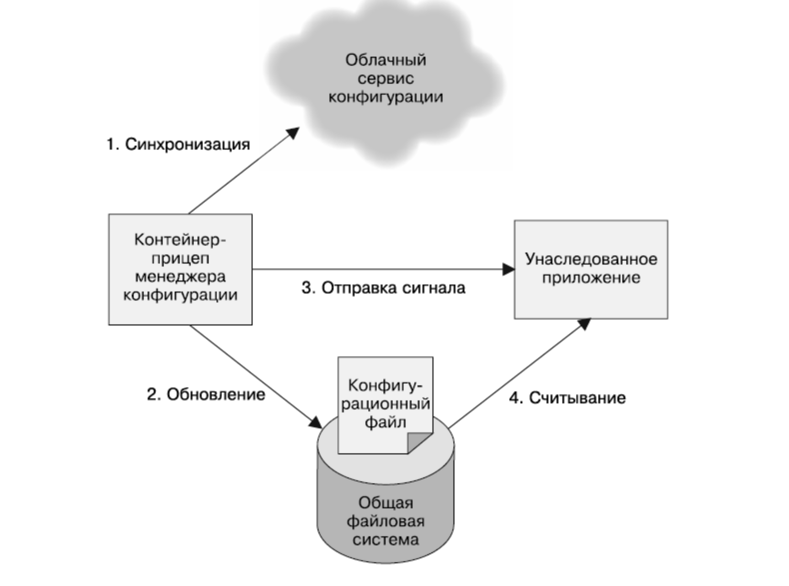 Облачный
сервис
конфигурации
1. Синхронизация
Контейнер-
прицеп
менеджера
конфигурации
3. Отправка сигнала
Унаследованное
приложение
2. Обновление
Конфигу-
рационный
файл
4. Считывание
Общая
файловая
система